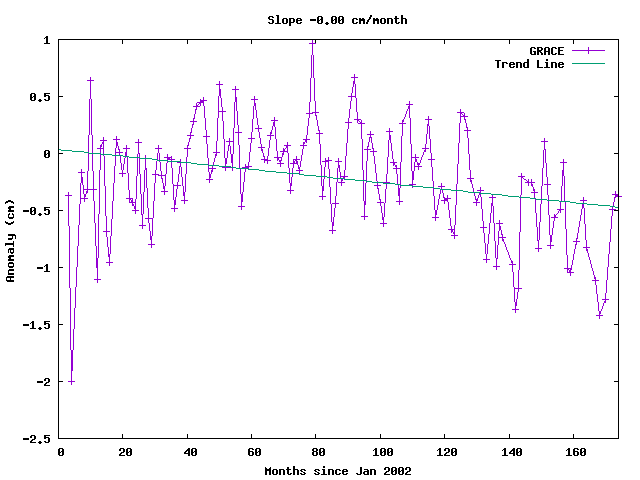 Slope -0.00 cm/month
GRACE
Trend Line
1
0.5
0
-0.5
-1
-1.5
-2
-2.5
Anomaly (cm)
0 20 40 60 80 100 120 140 160
Months since Jan 2002